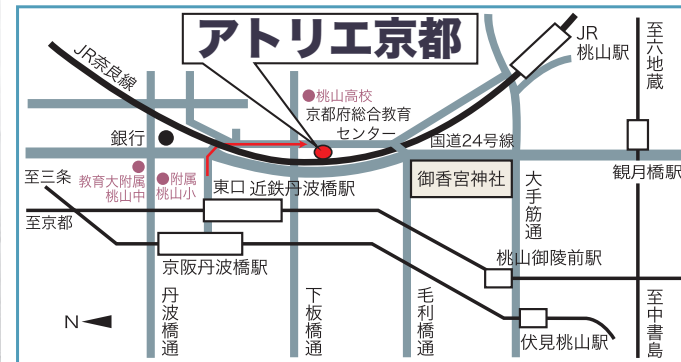 アトリエ京都
JR奈良線
JR
桃山駅
至六地蔵
桃山高校
京都府総合教育
センター
銀行
国道24号線
観月橋駅
教育大附属
桃山中
附属
桃山小
至三条
東口
近鉄丹波橋駅
御香宮神社
大手筋通
至京都
京阪丹波橋駅
桃山御陵前駅
丹波橋通
下板橋通
毛利橋通
至中書島
伏見桃山駅
N